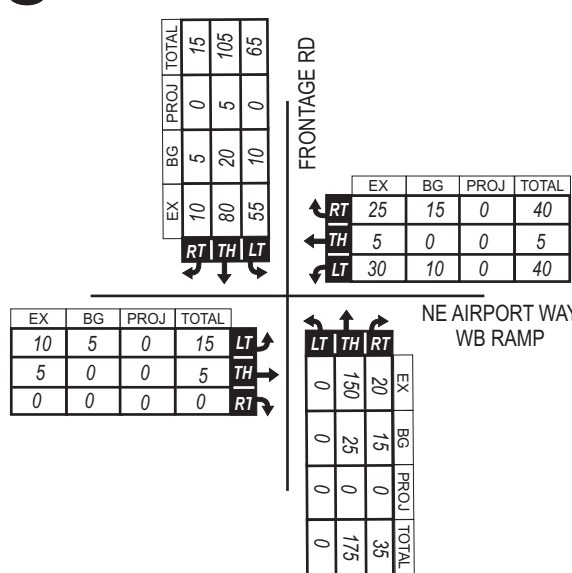 TOTAL 15 105 65
PROJ 0 5 0
BG 5 20 10
EX 10 80 55
RT TH LT
FRONTAGE RD
EX BG PROJ TOTAL
RT 25 15 0 40
TH 5 0 0 5
LT 30 10 0 40
NE AIRPORT WAY
WB RAMP
EX BG PROJ TOTAL
10 5 0 15 LT
5 0 0 5 TH
0 0 0 0 RT
LT TH RT
0 150 20 EX
0 25 15 BG
0 0 0 PROJ
0 175 35 TOTAL